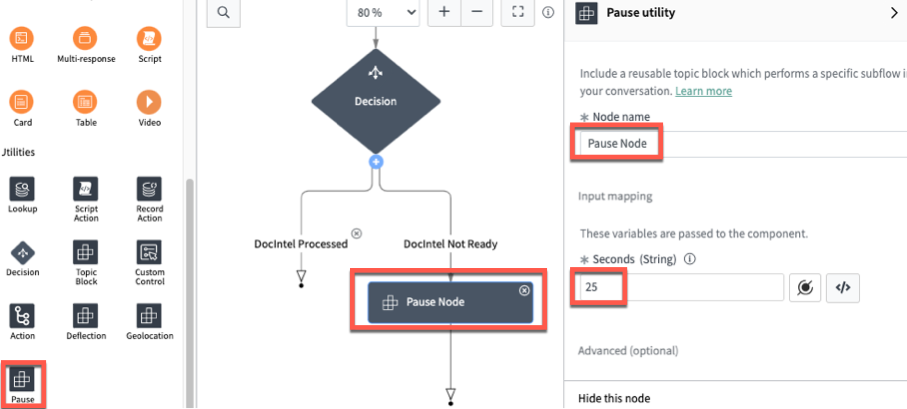 HTML
Multi-response
Script
Card
Table
Video
Utilities
Lookup
Script
Action
Record
Action
Decision
Topic
Block
Custom
Control
Action
Deflection
Geolocation
Pause
80 %
Decision
DocIntel Processed
DocIntel Not Ready
Pause Node
Pause utility
Include a reusable topic block which performs a specific subflow i
your conversation. Learn more
Node name
Pause Node
Input mapping
These variables are passed to the component.
Seconds (String)
25
Advanced (optional)
Hide this node